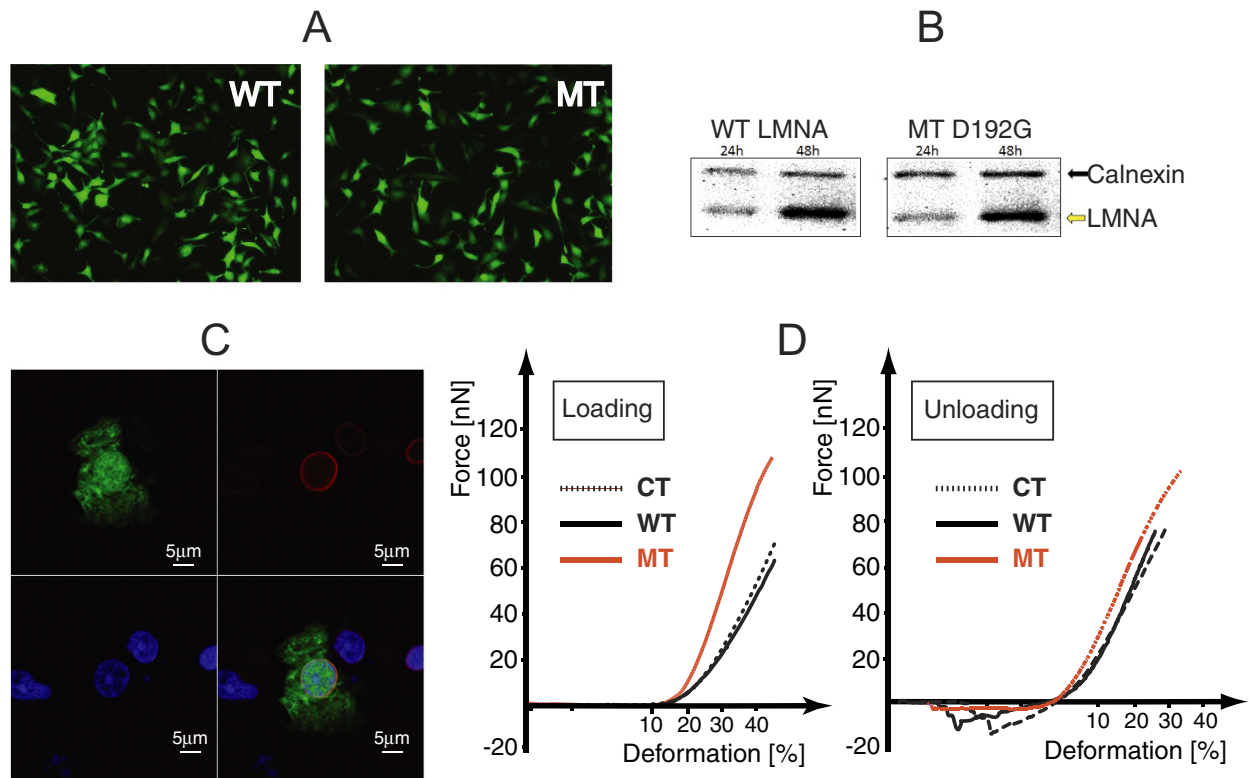 A
WT
MT
B
WT LMNA
24h 48h
MT D192G
24h 48h
Calnexin
LMNA
C
5µm
5µm
5µm
5µm
D
Force [nN]
Loading
CT
WT
MT
120
100
80
60
40
20
-20
10 20 30 40
Deformation [%]
Force [nN]
Unloading
CT
WT
MT
120
100
80
60
40
20
-20
10 20 30 40
Deformation [%]